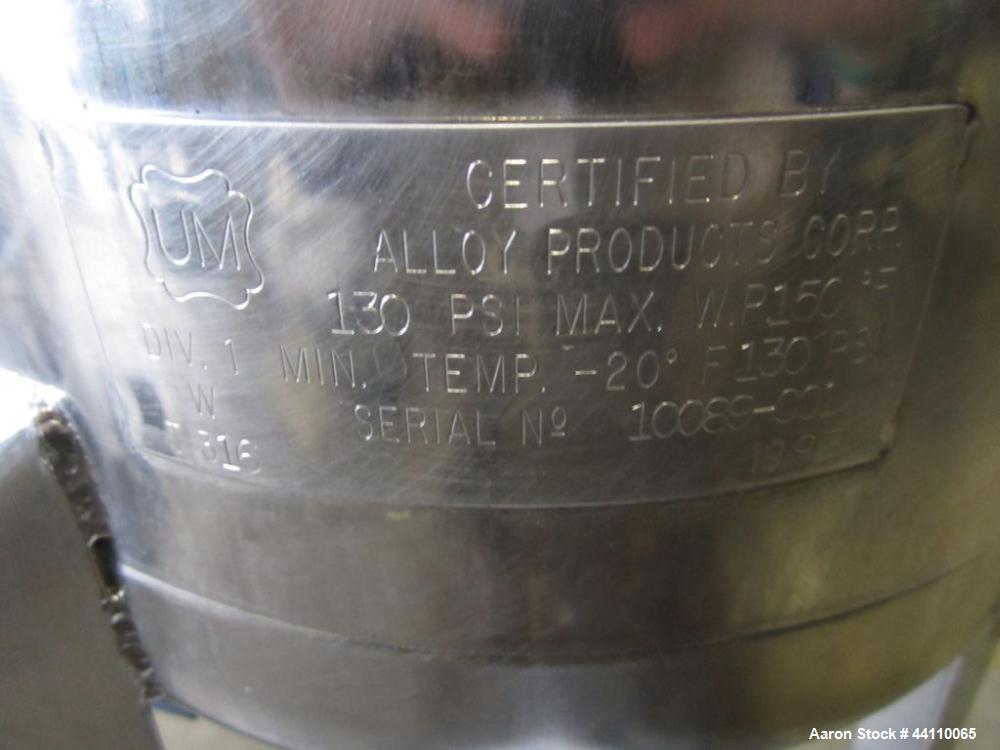 UM
CERTIFIED BY
ALLOY PRODUCTS CORP.
130 PSI MAX. W.P. 150 °F
DIV. 1 MIN. TEMP. -20° F 130 PSI
W
T 316
SERIAL Nº 10089-001
Aaron Stock # 44110065